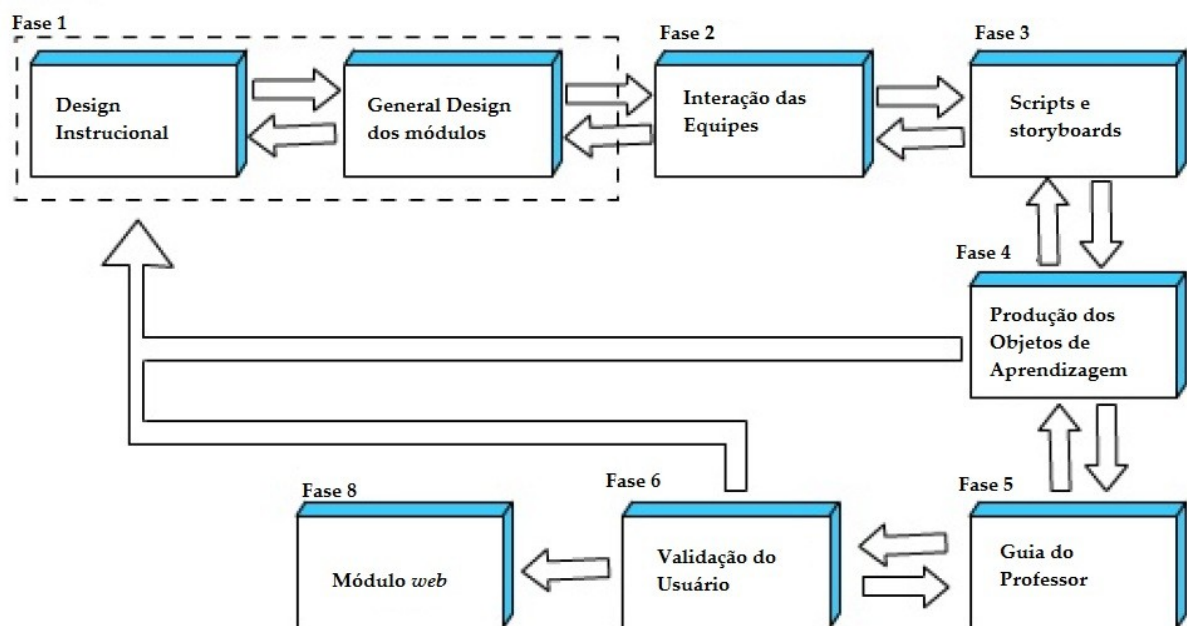 Fase 1
Design
Instrucional
General Design
dos módulos
Fase 2
Interação das
Equipes
Fase 3
Scripts e
storyboards
Fase 4
Produção dos
Objetos de
Aprendizagem
Fase 5
Guia do
Professor
Fase 6
Validação do
Usuário
Fase 8
Módulo web